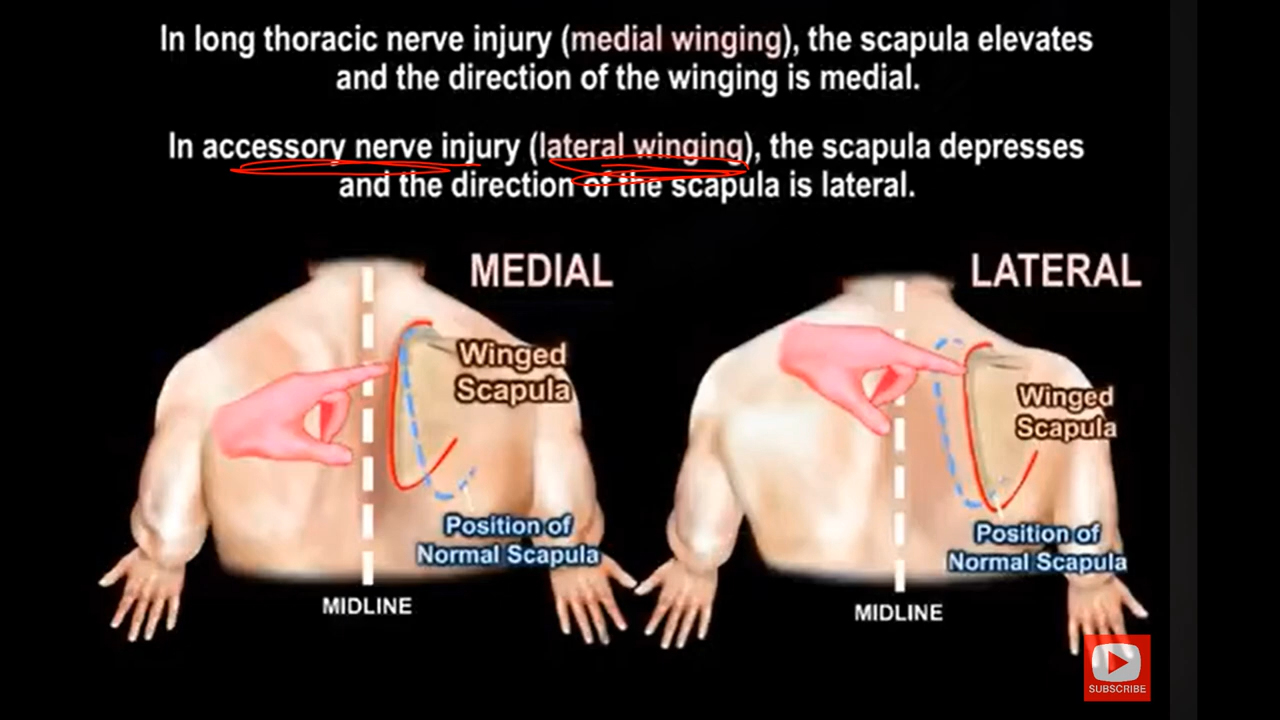 In long thoracic nerve injury (medial winging), the scapula elevates
and the direction of the winging is medial.
In accessory nerve injury (lateral winging), the scapula depresses
and the direction of the scapula is lateral.
MEDIAL
Winged
Scapula
Position of
Normal Scapula
MIDLINE
LATERAL
Winged
Scapula
Position of
Normal Scapula
MIDLINE
SUBSCRIBE